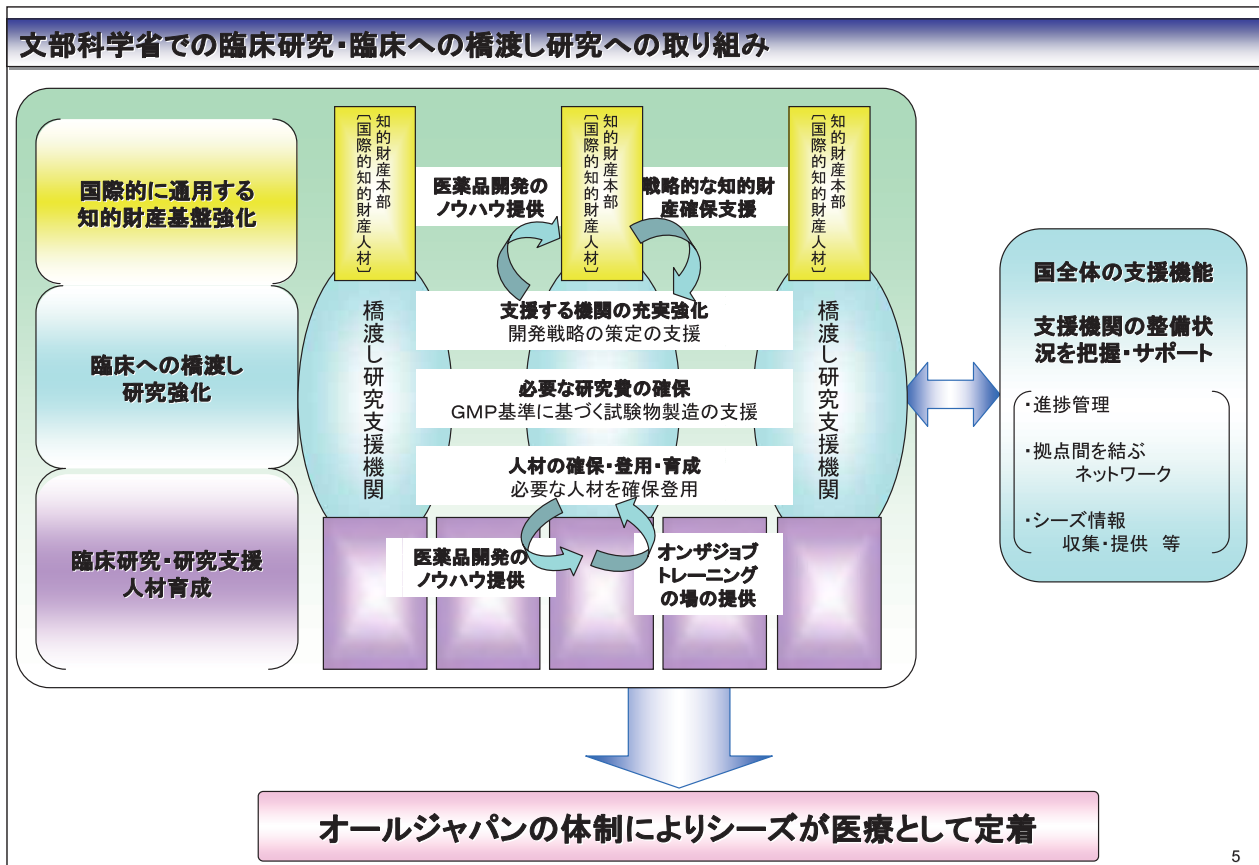 文部科学省での臨床研究・臨床への橋渡し研究への取り組み
国際的に通用する
知的財産基盤強化
臨床への橋渡し
研究強化
臨床研究・研究支援
人材育成
知的財産本部
〔国際的知的財産人材〕
知的財産本部
〔国際的知的財産人材〕
知的財産本部
〔国際的知的財産人材〕
医薬品開発の
ノウハウ提供
戦略的な知的財
産確保支援
橋渡し研究支援機関
橋渡し研究支援機関
支援する機関の充実強化
開発戦略の策定の支援
必要な研究費の確保
GMP基準に基づく試験物製造の支援
人材の確保・登用・育成
必要な人材を確保登用
医薬品開発の
ノウハウ提供
オンザジョブ
トレーニング
の場の提供
国全体の支援機能
支援機関の整備状
況を把握・サポート
・進捗管理
・拠点間を結ぶ
ネットワーク
・シーズ情報
収集・提供 等
オールジャパンの体制によりシーズが医療として定着
5